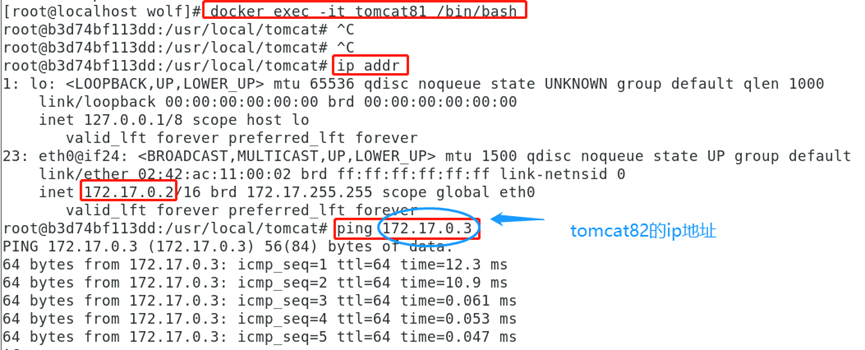 [root@localhost wolf]# docker exec -it tomcat81 /bin/bash
root@b3d74bf113dd:/usr/local/tomcat# ^C
root@b3d74bf113dd:/usr/local/tomcat# ^C
root@b3d74bf113dd:/usr/local/tomcat# ip addr
1: lo: <LOOPBACK,UP,LOWER_UP> mtu 65536 qdisc noqueue state UNKNOWN group default qlen 1000
    link/loopback 00:00:00:00:00:00 brd 00:00:00:00:00:00
    inet 127.0.0.1/8 scope host lo
       valid_lft forever preferred_lft forever
23: eth0@if24: <BROADCAST,MULTICAST,UP,LOWER_UP> mtu 1500 qdisc noqueue state UP group default
    link/ether 02:42:ac:11:00:02 brd ff:ff:ff:ff:ff:ff link-netnsid 0
    inet 172.17.0.2/16 brd 172.17.255.255 scope global eth0
       valid_lft forever preferred_lft forever
root@b3d74bf113dd:/usr/local/tomcat# ping 172.17.0.3
tomcat82的ip地址
PING 172.17.0.3 (172.17.0.3) 56(84) bytes of data.
64 bytes from 172.17.0.3: icmp_seq=1 ttl=64 time=12.3 ms
64 bytes from 172.17.0.3: icmp_seq=2 ttl=64 time=10.9 ms
64 bytes from 172.17.0.3: icmp_seq=3 ttl=64 time=0.061 ms
64 bytes from 172.17.0.3: icmp_seq=4 ttl=64 time=0.053 ms
64 bytes from 172.17.0.3: icmp_seq=5 ttl=64 time=0.047 ms